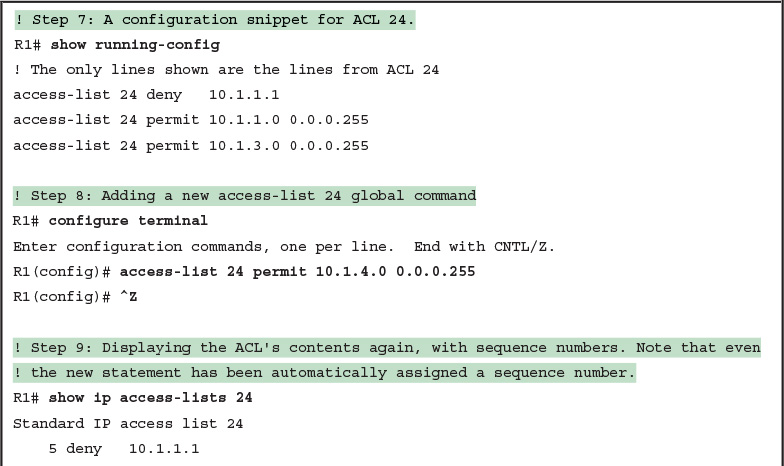 ! Step 7: A configuration snippet for ACL 24.
R1# show running-config
! The only lines shown are the lines from ACL 24
access-list 24 deny   10.1.1.1
access-list 24 permit 10.1.1.0 0.0.0.255
access-list 24 permit 10.1.3.0 0.0.0.255
! Step 8: Adding a new access-list 24 global command
R1# configure terminal
Enter configuration commands, one per line.  End with CNTL/Z.
R1(config)# access-list 24 permit 10.1.4.0 0.0.0.255
R1(config)# ^Z
! Step 9: Displaying the ACL's contents again, with sequence numbers. Note that even
! the new statement has been automatically assigned a sequence number.
R1# show ip access-lists 24
Standard IP access list 24
    5 deny   10.1.1.1